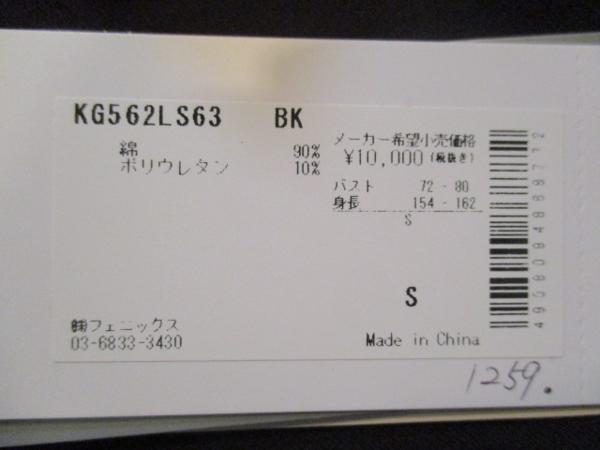 KG562LS63 BK
綿 90%
ポリウレタン 10%
メーカー希望小売価格
¥10,000 (税抜き)
バスト 72 - 80
身長 154 - 162
S
S
㈱フェニックス
03-6833-3430
Made in China
1259.